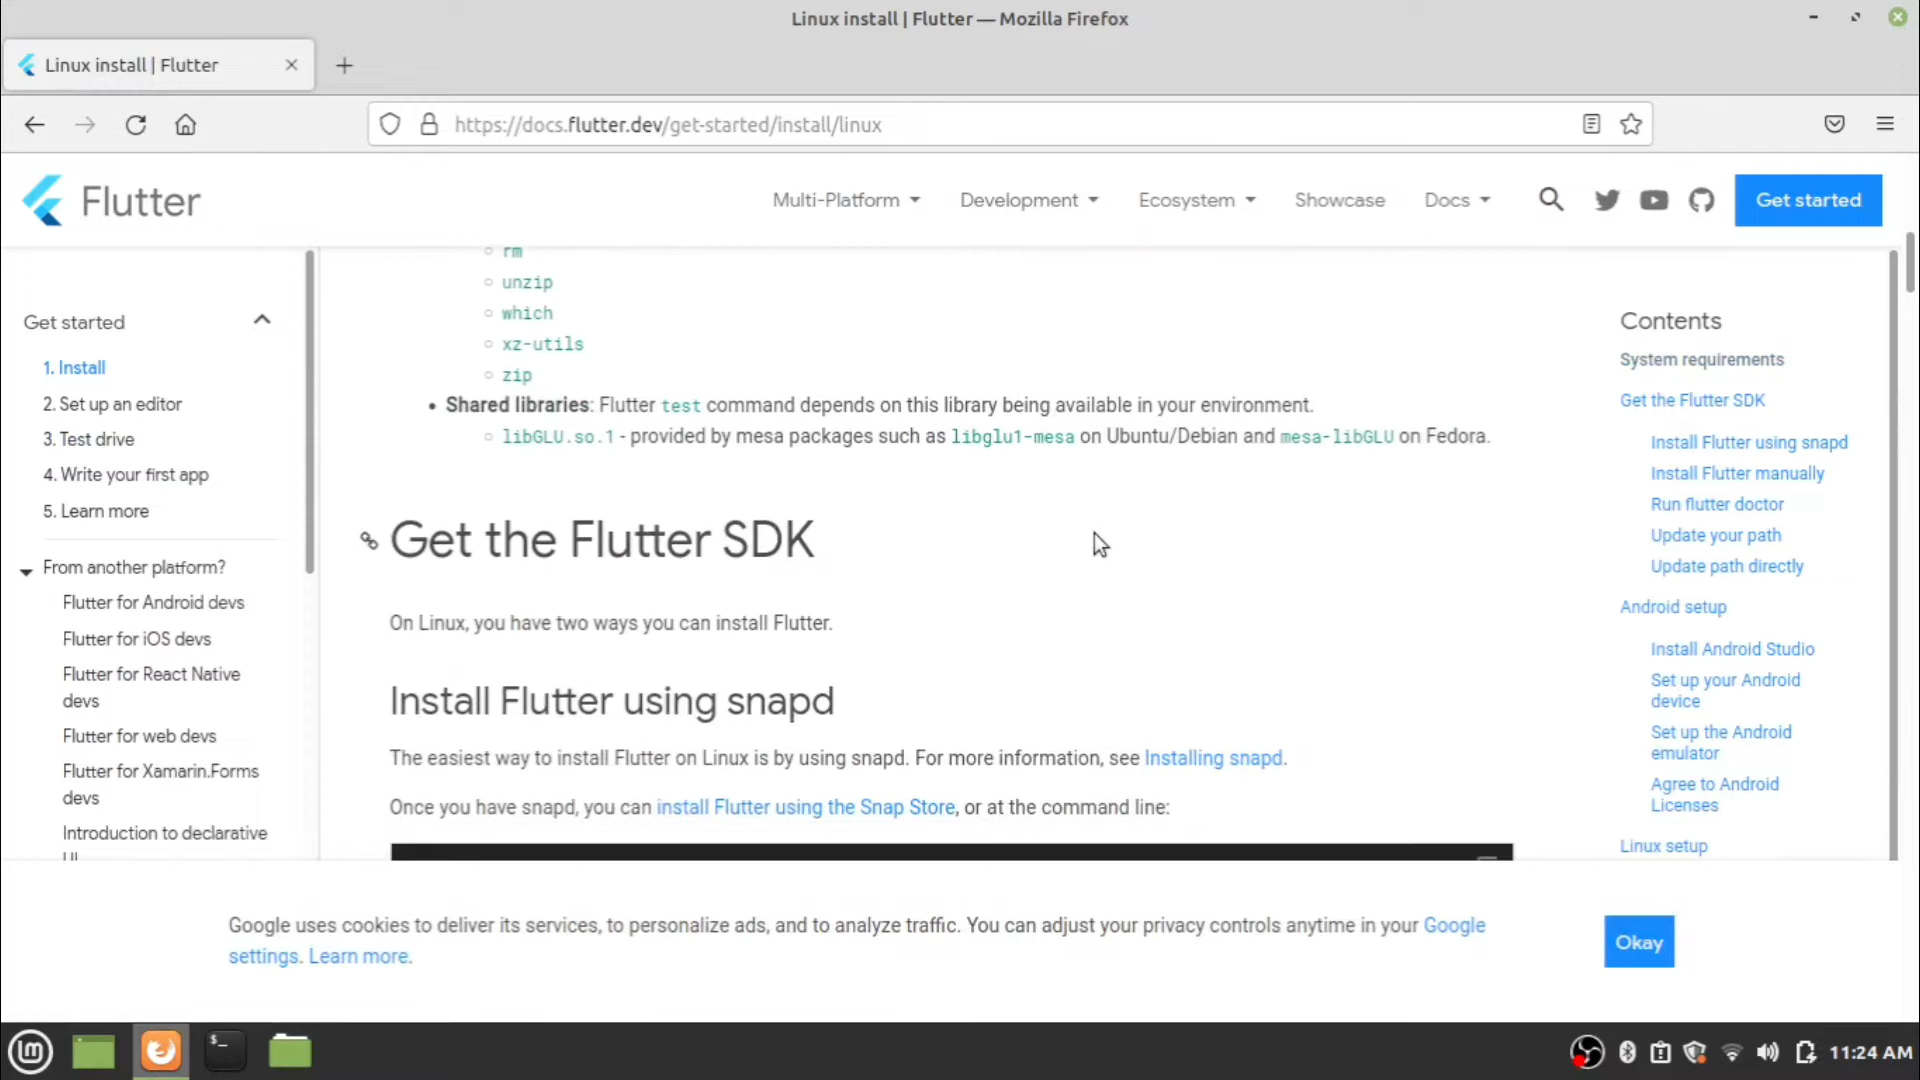 Linux install | Flutter — Mozilla Firefox
Linux install | Flutter
https://docs.flutter.dev/get-started/install/linux
Flutter
Multi-Platform
Development
Ecosystem
Showcase
Docs
Get started
Get started
1. Install
2. Set up an editor
3. Test drive
4. Write your first app
5. Learn more
From another platform?
Flutter for Android devs
Flutter for iOS devs
Flutter for React Native
devs
Flutter for web devs
Flutter for Xamarin.Forms
devs
Introduction to declarative
UI
rm
unzip
which
xz-utils
zip
Shared libraries: Flutter test command depends on this library being available in your environment.
libGLU.so.1 - provided by mesa packages such as libglu1-mesa on Ubuntu/Debian and mesa-libGLU on Fedora.
Get the Flutter SDK
On Linux, you have two ways you can install Flutter.
Install Flutter using snapd
The easiest way to install Flutter on Linux is by using snapd. For more information, see Installing snapd.
Once you have snapd, you can install Flutter using the Snap Store, or at the command line:
Contents
System requirements
Get the Flutter SDK
Install Flutter using snapd
Install Flutter manually
Run flutter doctor
Update your path
Update path directly
Android setup
Install Android Studio
Set up your Android
device
Set up the Android
emulator
Agree to Android
Licenses
Linux setup
Google uses cookies to deliver its services, to personalize ads, and to analyze traffic. You can adjust your privacy controls anytime in your Google
settings. Learn more.
Okay
$_
11:24 AM